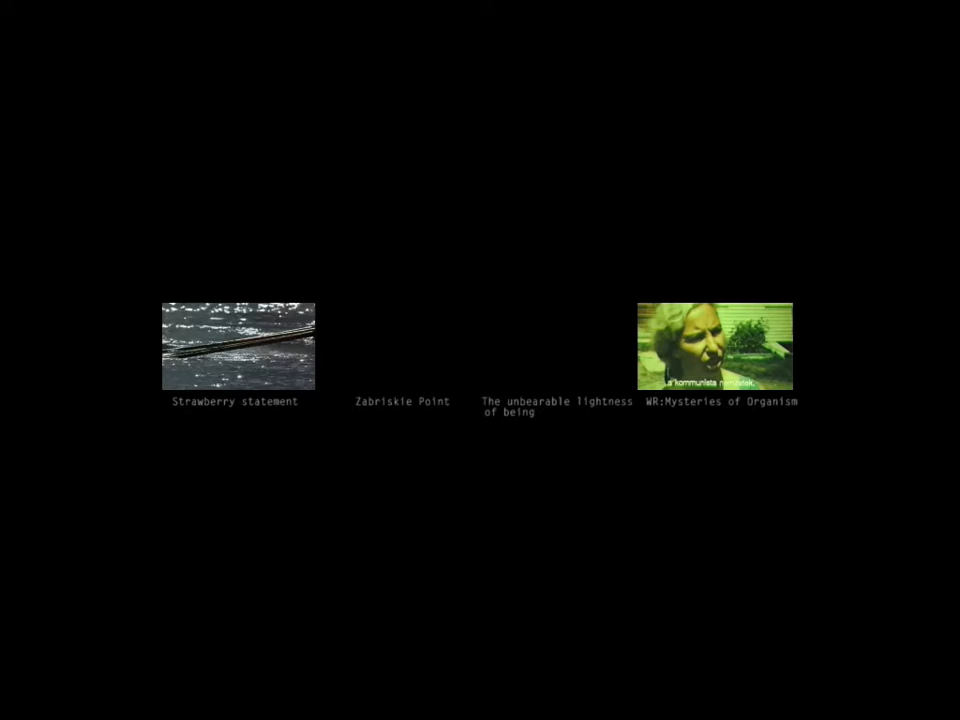 a kommunista
Strawberry statement
Zabriskie Point
The unbearable lightness
of being
WR:Mysteries of Organism